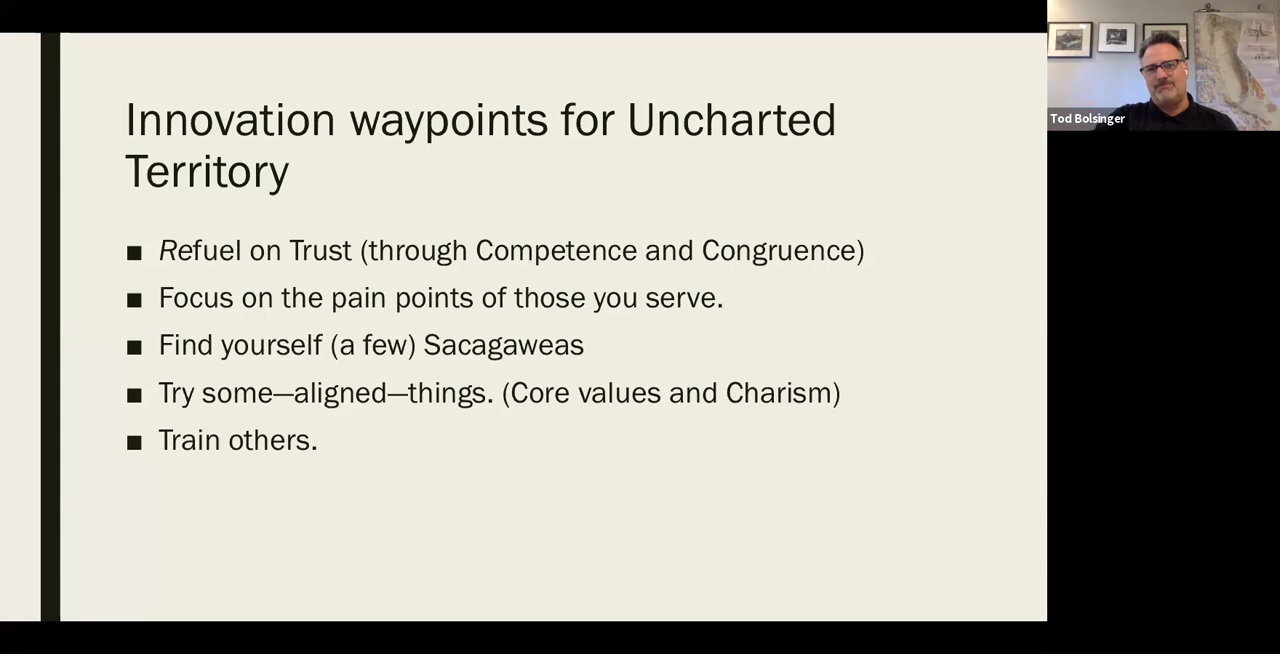 Innovation waypoints for Uncharted
Territory
■ Refuel on Trust (through Competence and Congruence)
■ Focus on the pain points of those you serve.
■ Find yourself (a few) Sacagaweas
■ Try some—aligned—things. (Core values and Charism)
■ Train others.
Tod Bolsinger